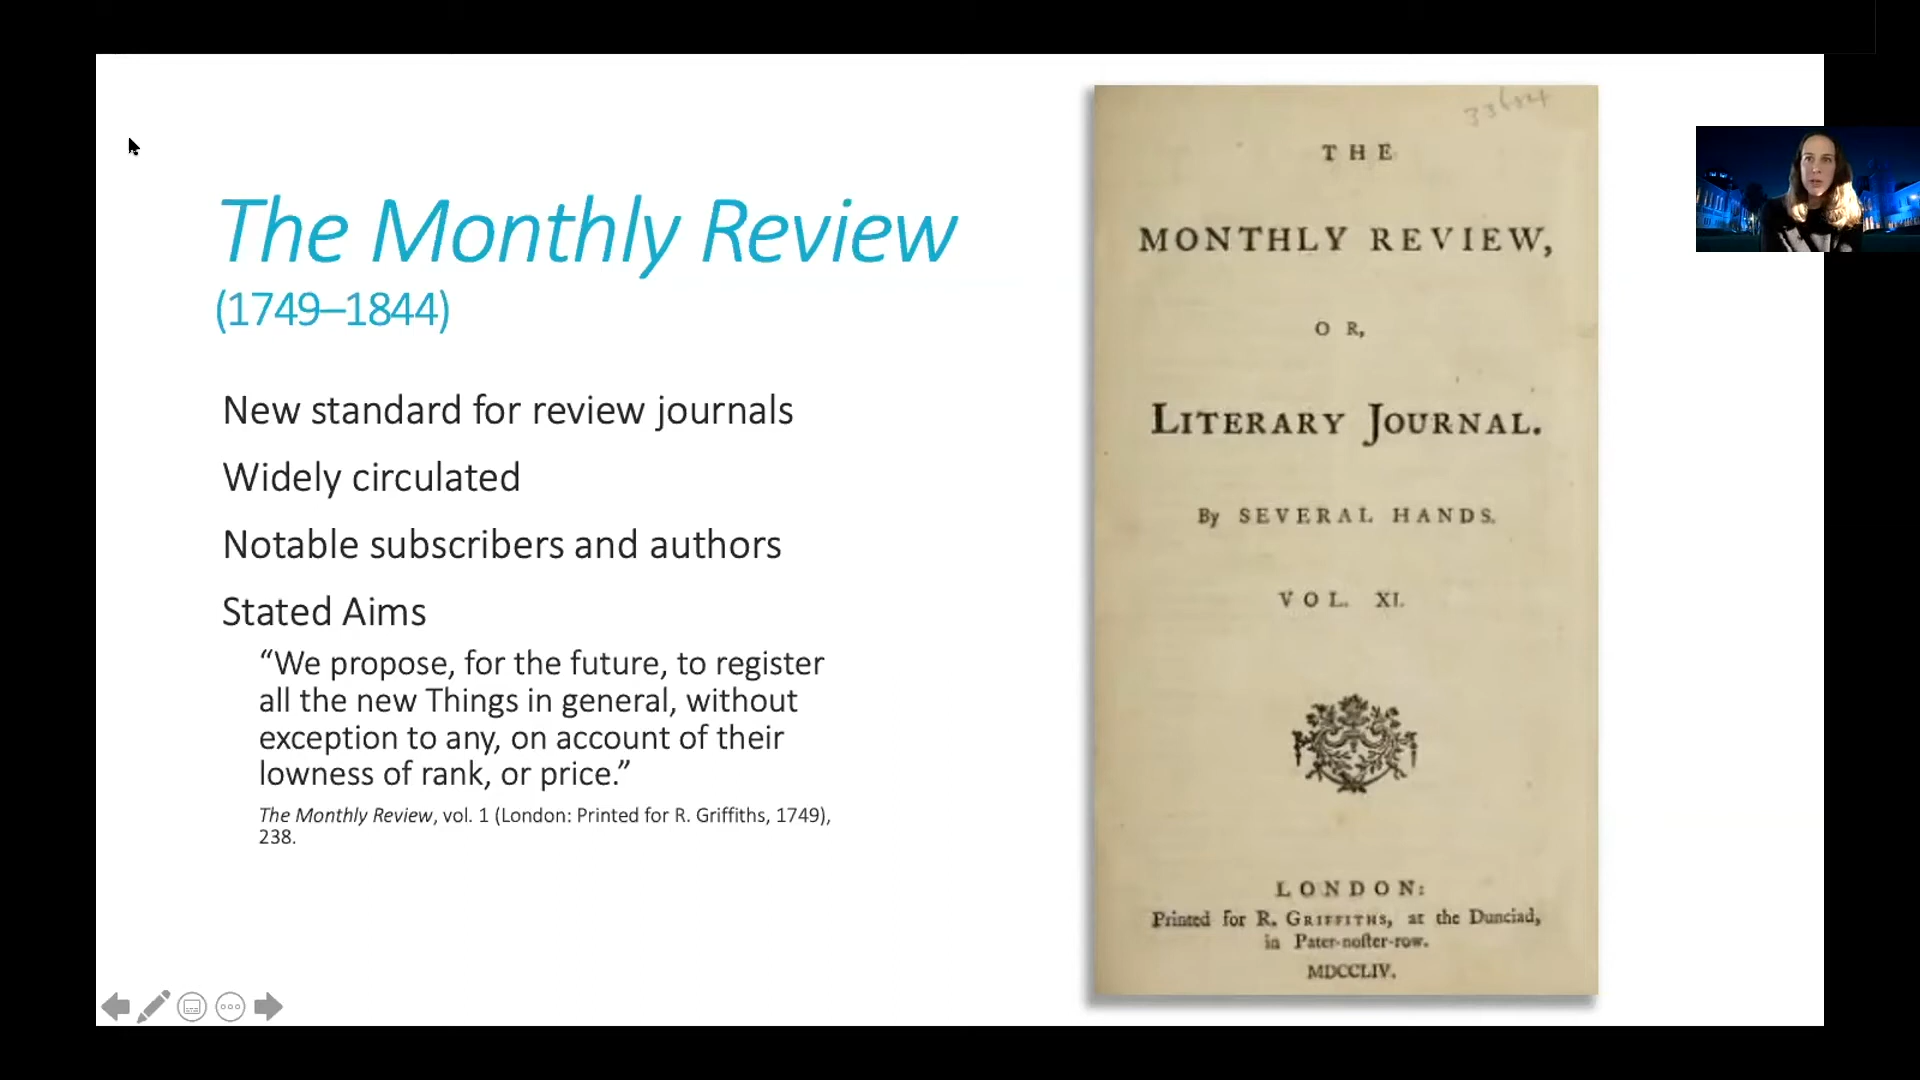 The Monthly Review
(1749–1844)
New standard for review journals
Widely circulated
Notable subscribers and authors
Stated Aims
“We propose, for the future, to register
all the new Things in general, without
exception to any, on account of their
lowness of rank, or price.”
The Monthly Review, vol. 1 (London: Printed for R. Griffiths, 1749),
238.
THE
MONTHLY REVIEW,
OR,
LITERARY JOURNAL.
By SEVERAL HANDS.
VOL. XI.
LONDON:
Printed for R. GRIFFITHS, at the Dunciad,
in Pater-noſter-row.
MDCCLIV.